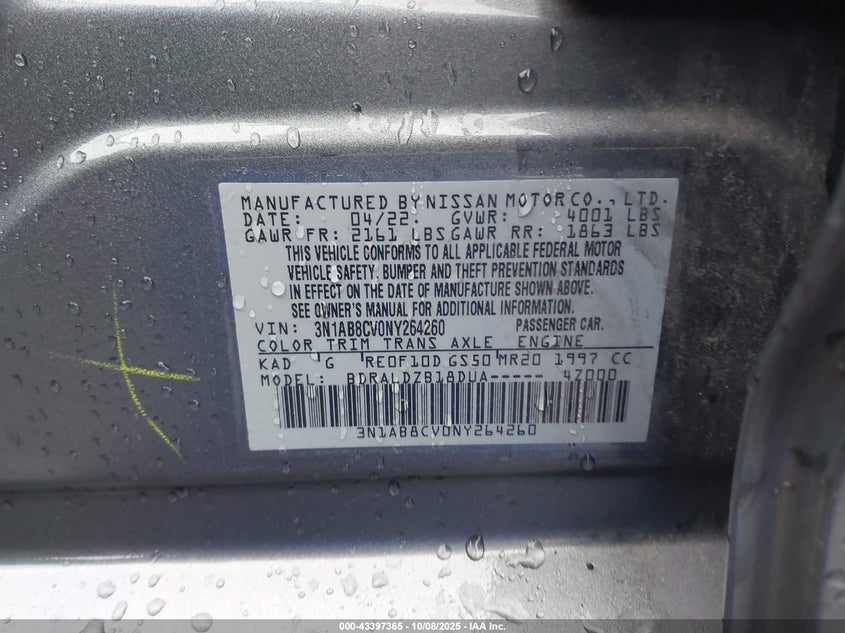 MANUFACTURED BY NISSAN MOTOR CO., LTD.
DATE: 04/22. GVWR: 4001 LBS
GAWR FR: 2161 LBS GAWR RR: 1863 LBS
THIS VEHICLE CONFORMS TO ALL APPLICABLE FEDERAL MOTOR
VEHICLE SAFETY, BUMPER AND THEFT PREVENTION STANDARDS
IN EFFECT ON THE DATE OF MANUFACTURE SHOWN ABOVE.
SEE OWNER'S MANUAL FOR ADDITIONAL INFORMATION.
VIN: 3N1AB8CV0NY264260 PASSENGER CAR.
COLOR TRIM TRANS AXLE ENGINE
KAD G RE0F10D GS50 MR20 1997 CC
MODEL: BDRALDZB18DUA----- 4Z000
3N1AB8CV0NY264260
000-43397365 - 10/08/2025 - IAA Inc.